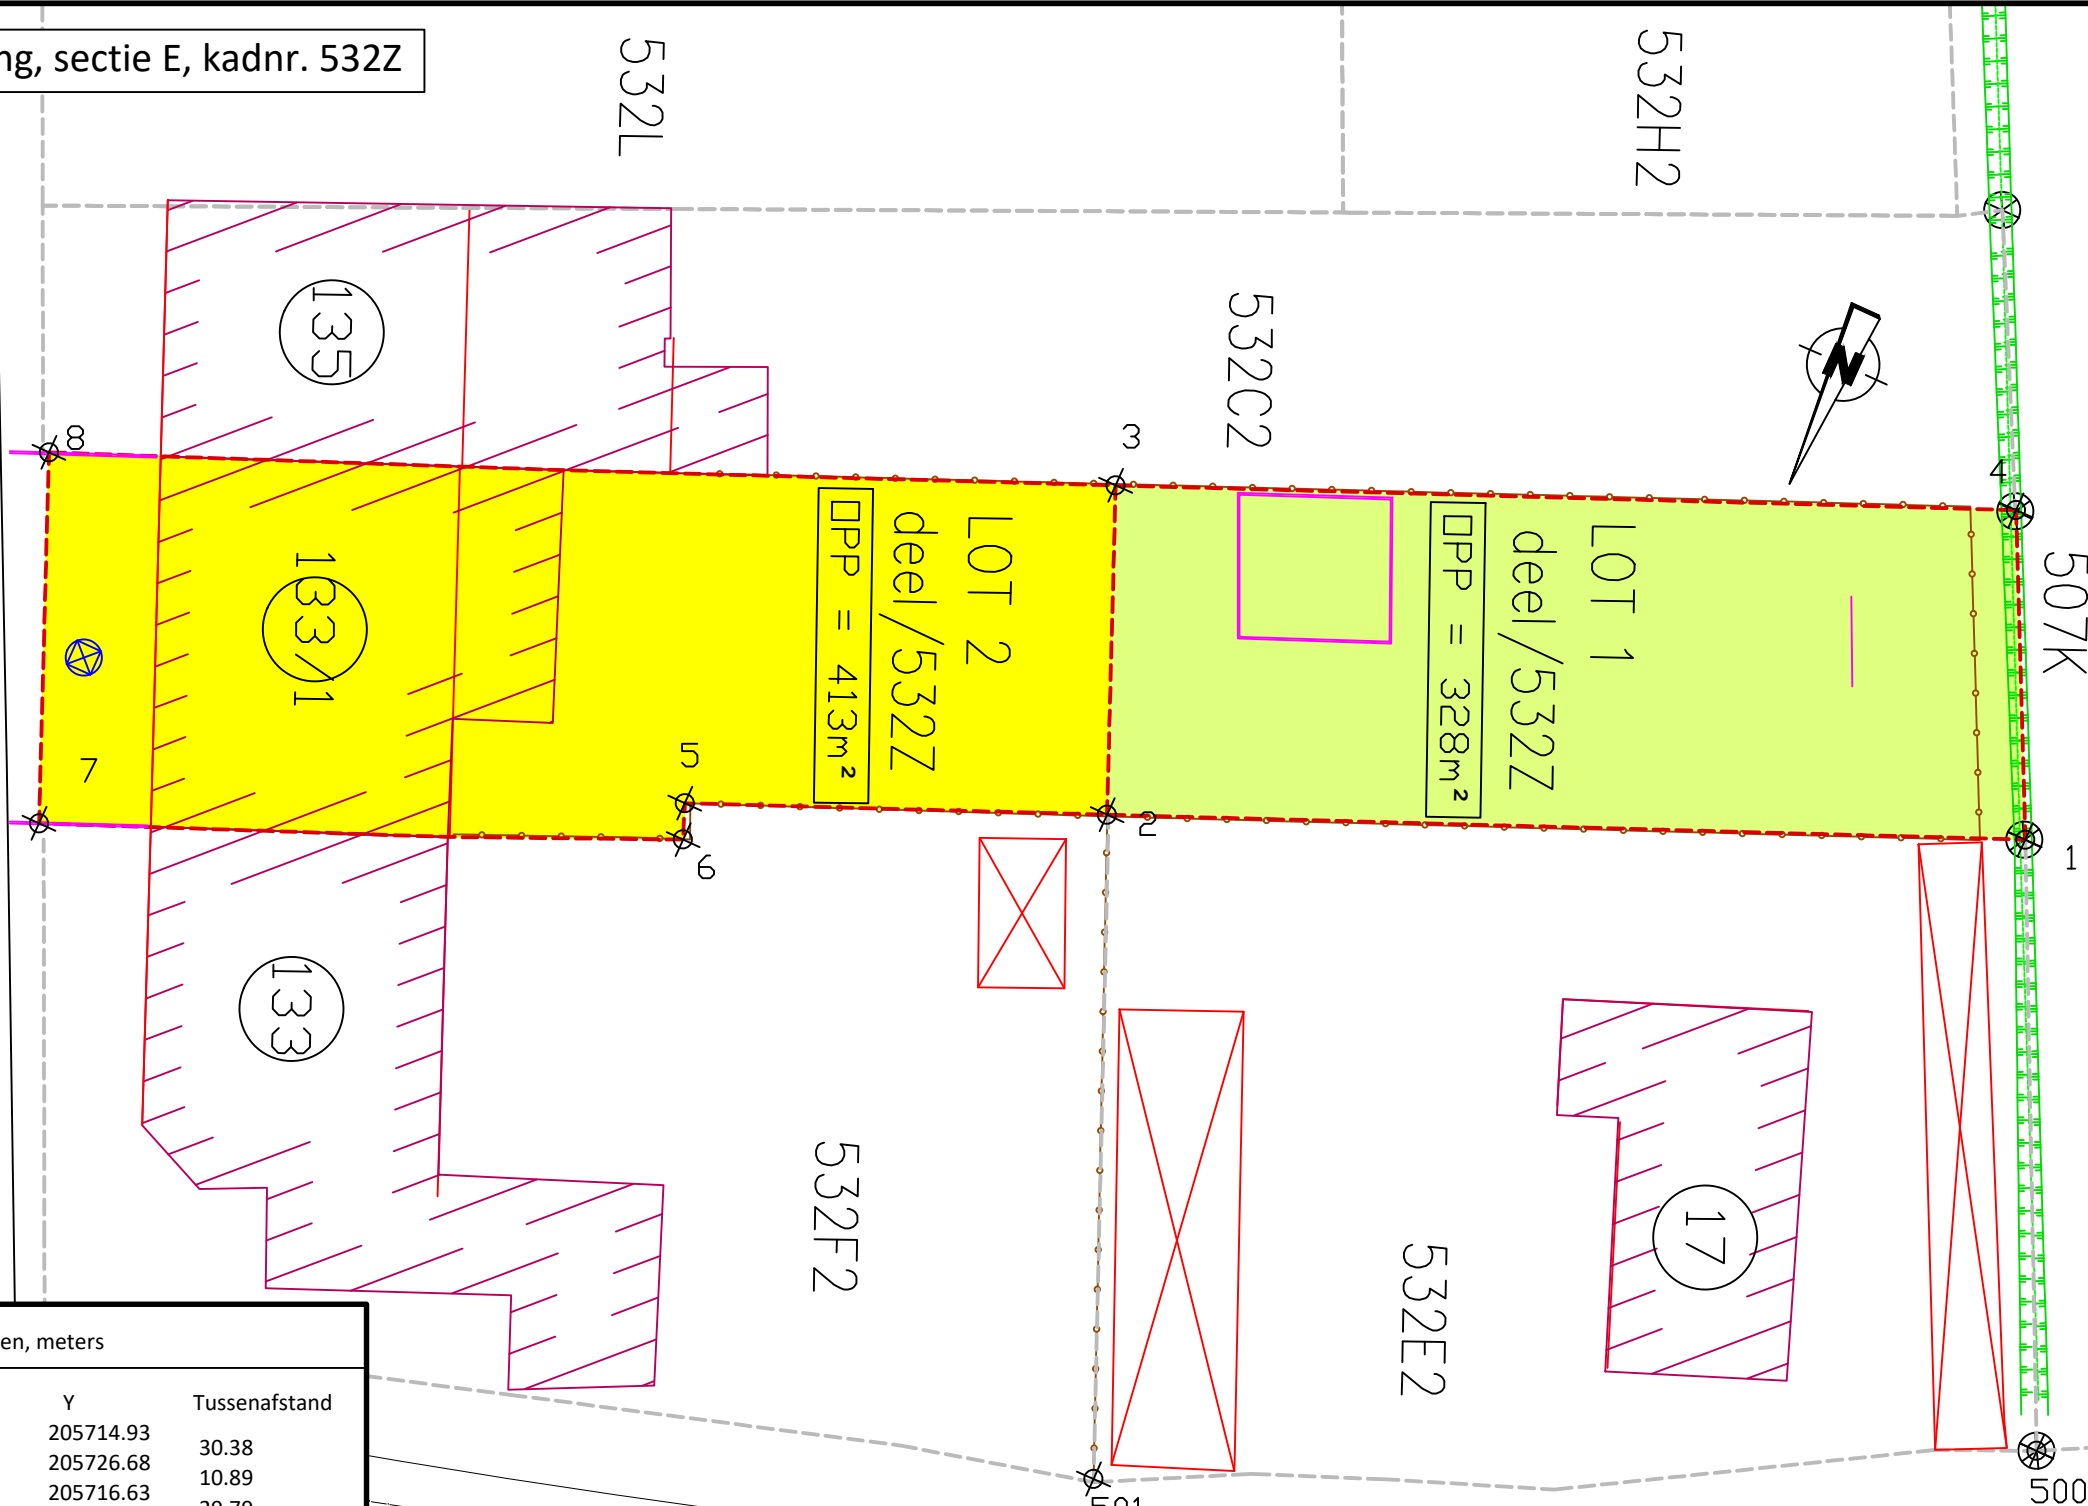 ng, sectie E, kadnr. 532Z
532L
532H2
135
532C2
N
8
3
4
507K
133/1
LOT 2
deel/532Z
OPP = 413m²
LOT 1
deel/532Z
OPP = 328m²
5
7
2
6
1
133
532F2
532E2
17
en, meters
Y Tussenafstand
205714.93
30.38
205726.68
10.89
205716.63
500